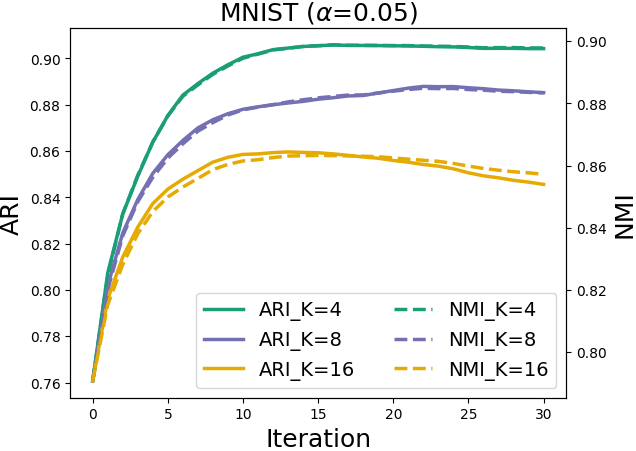 MNIST (α=0.05)
ARI
0.90
0.88
0.86
0.84
0.82
0.80
0.78
0.76
NMI
0.90
0.88
0.86
0.84
0.82
0.80
ARI_K=4 NMI_K=4
ARI_K=8 NMI_K=8
ARI_K=16 NMI_K=16
0 5 10 15 20 25 30
Iteration